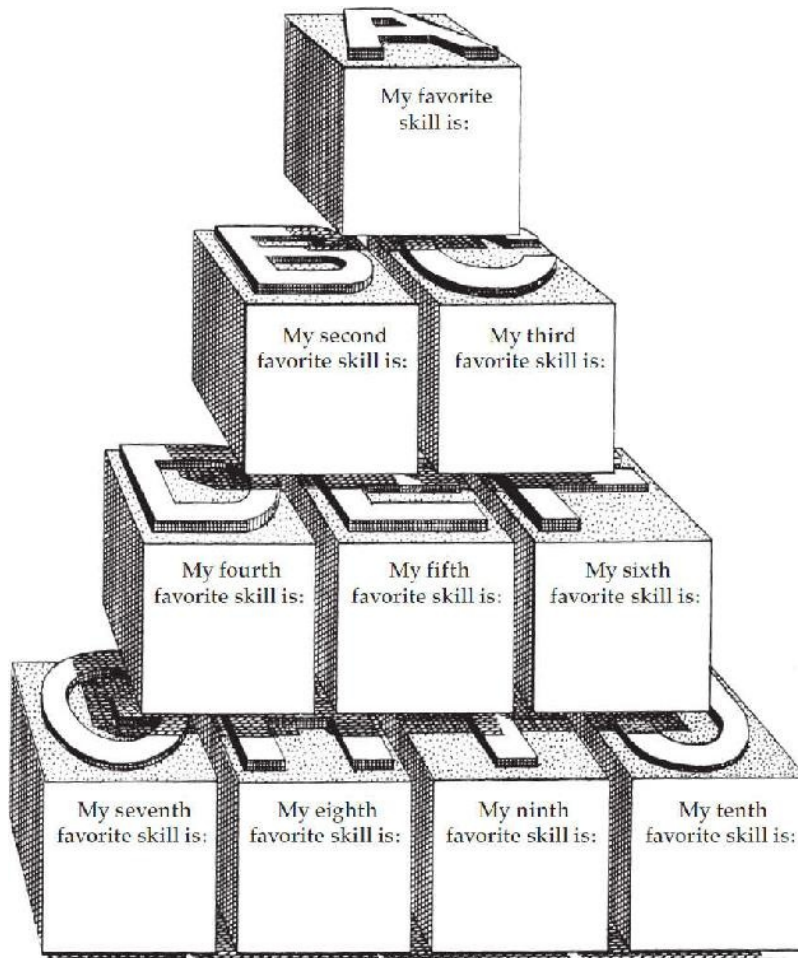 A
My favorite
skill is:
B C
My second
favorite skill is:
My third
favorite skill is:
D E F
My fourth
favorite skill is:
My fifth
favorite skill is:
My sixth
favorite skill is:
G H I J
My seventh
favorite skill is:
My eighth
favorite skill is:
My ninth
favorite skill is:
My tenth
favorite skill is: